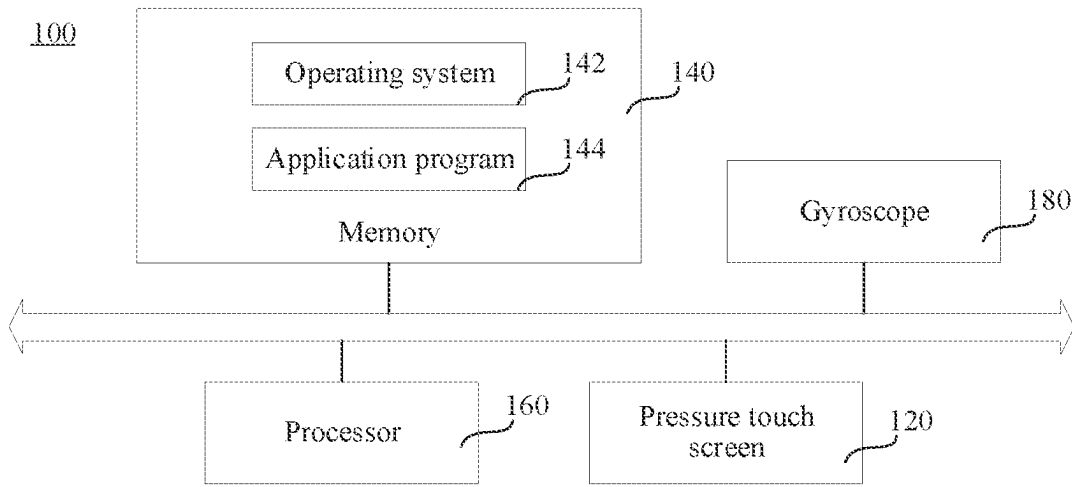 100
Operating system
142
140
Application program
144
Memory
Gyroscope
180
Processor
160
Pressure touch
screen
120